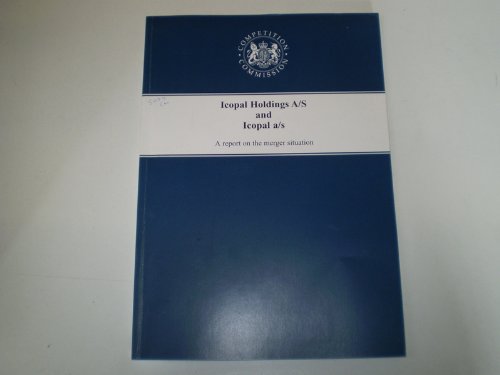 COMPETITION
COMMISSION
Icopal Holdings A/S
and
Icopal a/s
A report on the merger situation